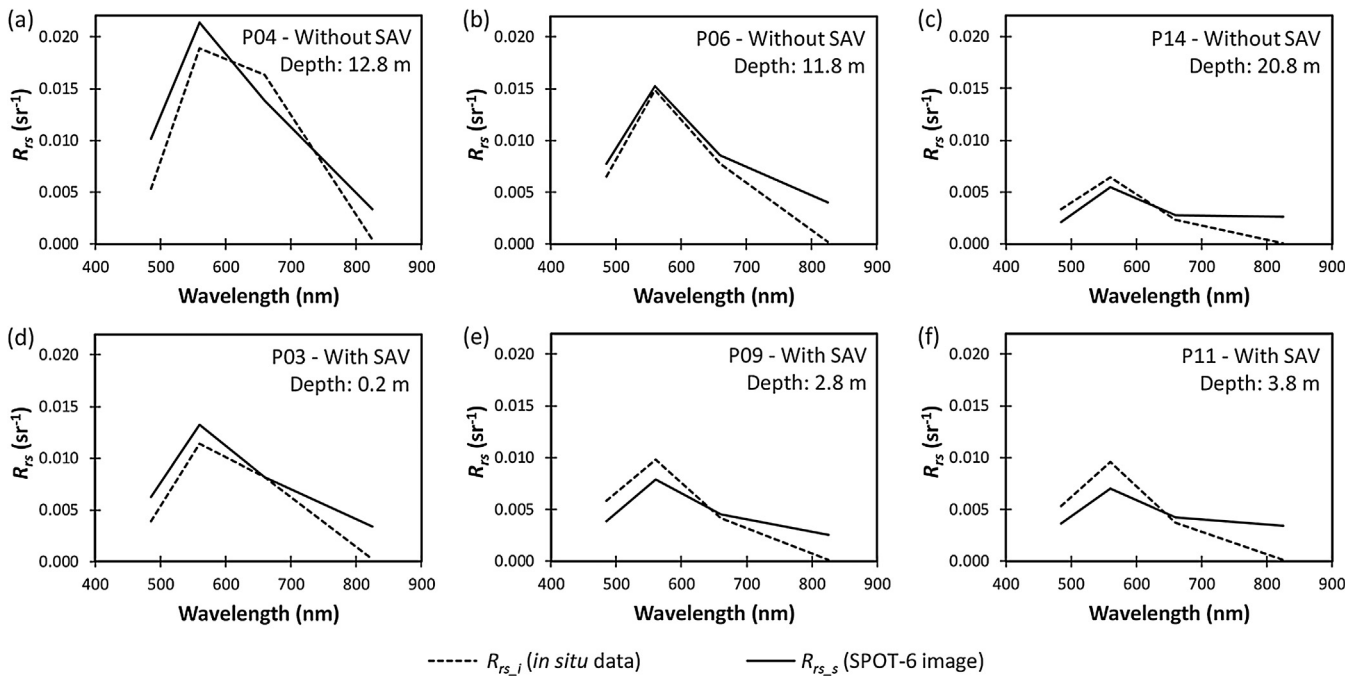 (a)
P04 - Without SAV
Depth: 12.8 m
0.020
0.015
0.010
0.005
0.000
Rrs (sr-1)
400 500 600 700 800 900
Wavelength (nm)
(b)
P06 - Without SAV
Depth: 11.8 m
0.020
0.015
0.010
0.005
0.000
Rrs (sr-1)
400 500 600 700 800 900
Wavelength (nm)
(c)
P14 - Without SAV
Depth: 20.8 m
0.020
0.015
0.010
0.005
0.000
Rrs (sr-1)
400 500 600 700 800 900
Wavelength (nm)
(d)
P03 - With SAV
Depth: 0.2 m
0.020
0.015
0.010
0.005
0.000
Rrs (sr-1)
400 500 600 700 800 900
Wavelength (nm)
(e)
P09 - With SAV
Depth: 2.8 m
0.020
0.015
0.010
0.005
0.000
Rrs (sr-1)
400 500 600 700 800 900
Wavelength (nm)
(f)
P11 - With SAV
Depth: 3.8 m
0.020
0.015
0.010
0.005
0.000
Rrs (sr-1)
400 500 600 700 800 900
Wavelength (nm)
Rrs_i (in situ data)
Rrs_s (SPOT-6 image)